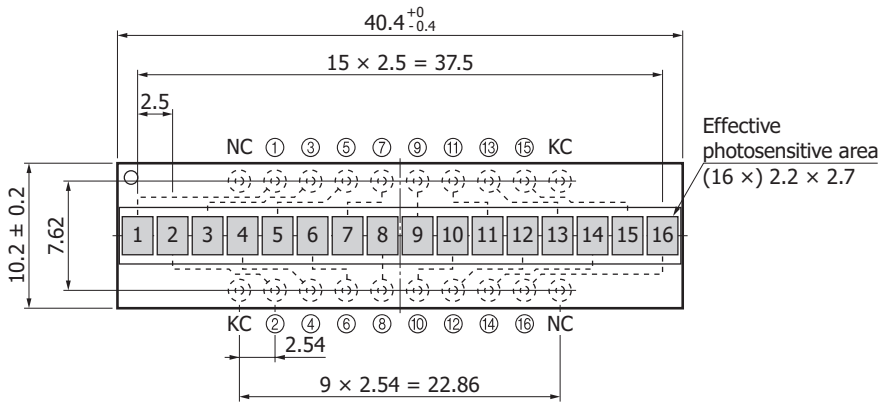 40.4 +0 -0.4
15 × 2.5 = 37.5
2.5
NC ① ③ ⑤ ⑦ ⑨ ⑪ ⑬ ⑮ KC
Effective
photosensitive area
(16 ×) 2.2 × 2.7
10.2 ± 0.2
7.62
1 2 3 4 5 6 7 8 9 10 11 12 13 14 15 16
KC ② ④ ⑥ ⑧ ⑩ ⑫ ⑭ ⑯ NC
2.54
9 × 2.54 = 22.86